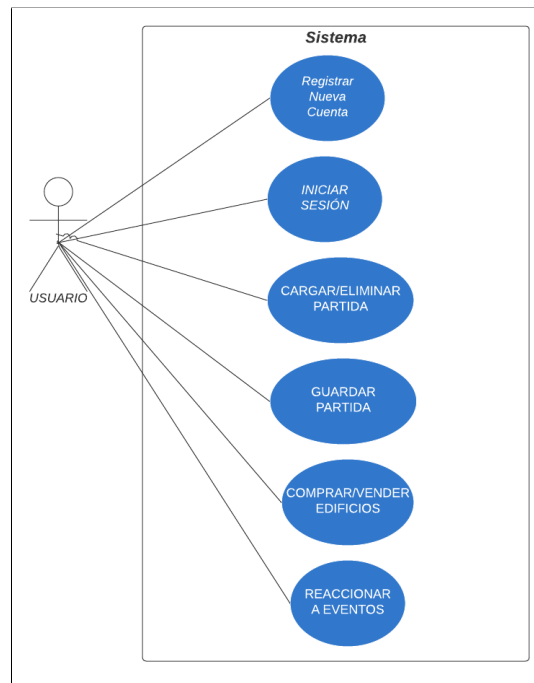 Sistema
Registrar
Nueva
Cuenta
INICIAR
SESIÓN
USUARIO
CARGAR/ELIMINAR
PARTIDA
GUARDAR
PARTIDA
COMPRAR/VENDER
EDIFICIOS
REACCIONAR
A EVENTOS